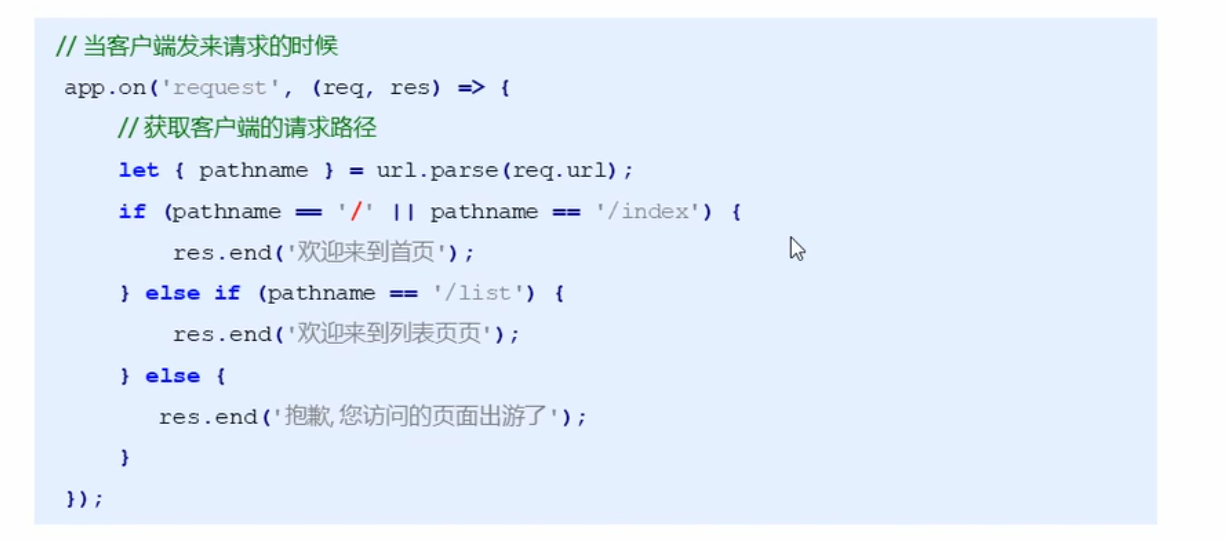 // 当客户端发来请求的时候
app.on('request', (req, res) => {
// 获取客户端的请求路径
let { pathname } = url.parse(req.url);
if (pathname == '/' || pathname == '/index') {
res.end('欢迎来到首页');
} else if (pathname == '/list') {
res.end('欢迎来到列表页页');
} else {
res.end('抱歉, 您访问的页面出游了');
}
});